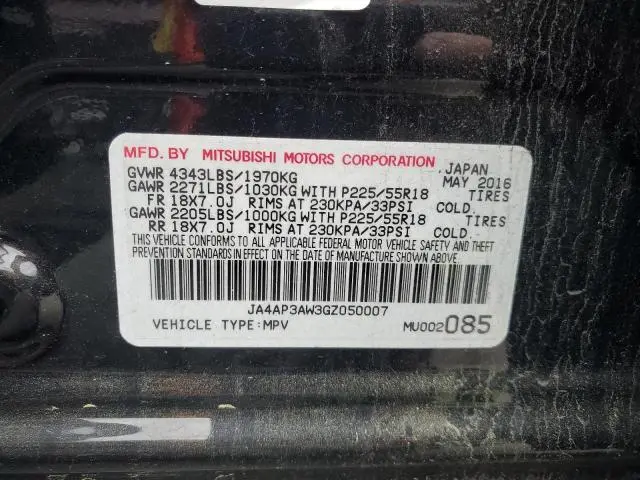 MFD. BY MITSUBISHI MOTORS CORPORATION
GVWR 4343LBS/1970KG JAPAN MAY 2016
GAWR 2271LBS/1030KG WITH P225/55R18 TIRES
FR 18X7.0J RIMS AT 230KPA/33PSI COLD.
GAWR 2205LBS/1000KG WITH P225/55R18 TIRES
RR 18X7.0J RIMS AT 230KPA/33PSI COLD.
THIS VEHICLE CONFORMS TO ALL APPLICABLE FEDERAL MOTOR VEHICLE SAFETY AND THEFT
PREVENTION STANDARDS IN EFFECT ON THE DATE OF MANUFACTURE SHOWN ABOVE.
JA4AP3AW3GZ050007
VEHICLE TYPE:MPV MU002085